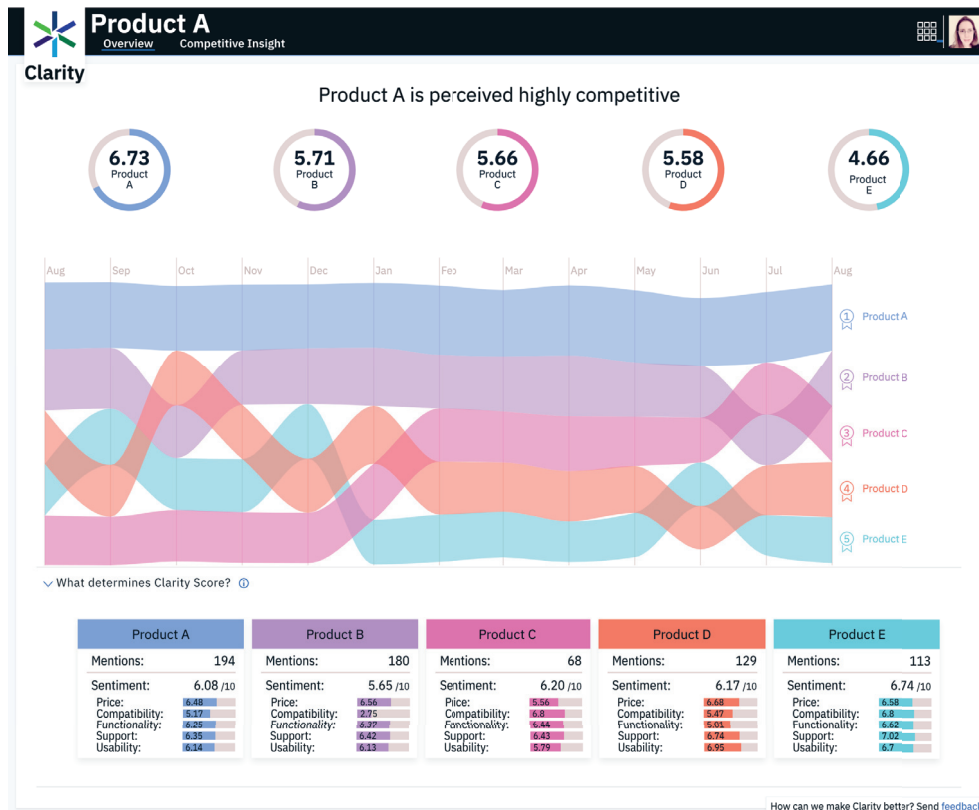 Product A
Overview Competitive Insight
Clarity
Product A is perceived highly competitive
6.73 5.71 5.66 5.58 4.66
Product Product Product Product Product
A B C D E
Aug Sep Oct Nov Dec Jan Feb Mar Apr May Jun Jul Aug
1 Product A
2 Product B
3 Product C
4 Product D
5 Product E
What determines Clarity Score?
Product A Product B Product C Product D Product E
Mentions: 194 Mentions: 180 Mentions: 68 Mentions: 129 Mentions: 113
Sentiment: 6.08 /10 Sentiment: 5.65 /10 Sentiment: 6.20 /10 Sentiment: 6.17 /10 Sentiment: 6.74 /10
Price: 6.48 Price: 6.56 Price: 5.56 Price: 6.68 Price: 6.58
Compatibility: 5.17 Compatibility: 2.75 Compatibility: 6.8 Compatibility: 5.47 Compatibility: 6.8
Functionality: 6.25 Functionality: 6.37 Functionality: 6.44 Functionality: 5.01 Functionality: 6.62
Support: 6.35 Support: 6.42 Support: 6.43 Support: 6.74 Support: 7.02
Usability: 6.14 Usability: 6.13 Usability: 5.79 Usability: 6.95 Usability: 6.7
How can we make Clarity better? Send feedback